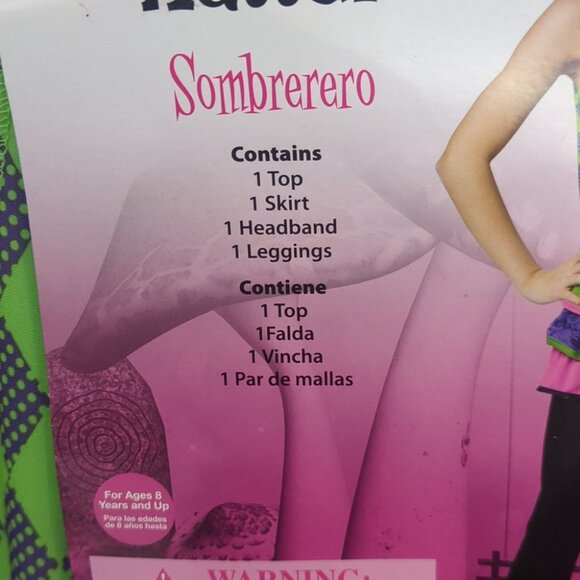 Hatter
Sombrerero
Contains
1 Top
1 Skirt
1 Headband
1 Leggings
Contiene
1 Top
1Falda
1 Vincha
1 Par de mallas
For Ages 8
Years and Up
Para las edades
de 8 años hasta
WARNING: